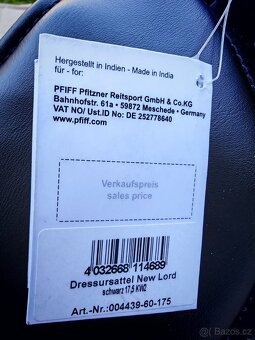 Hergestellt in Indien - Made in India
für - for:
PFIFF Pfitzner Reitsport GmbH & Co.KG
Bahnhofstr. 61a • 59872 Meschede • Germany
VAT NO/ Ust.ID No: DE 252778640
www.pfiff.com
Verkaufspreis
sales price
4 032668 114689
Dressursattel New Lord
schwarz 17,5 KW2
Art.-Nr.:004439-60-175
Bazos.cz